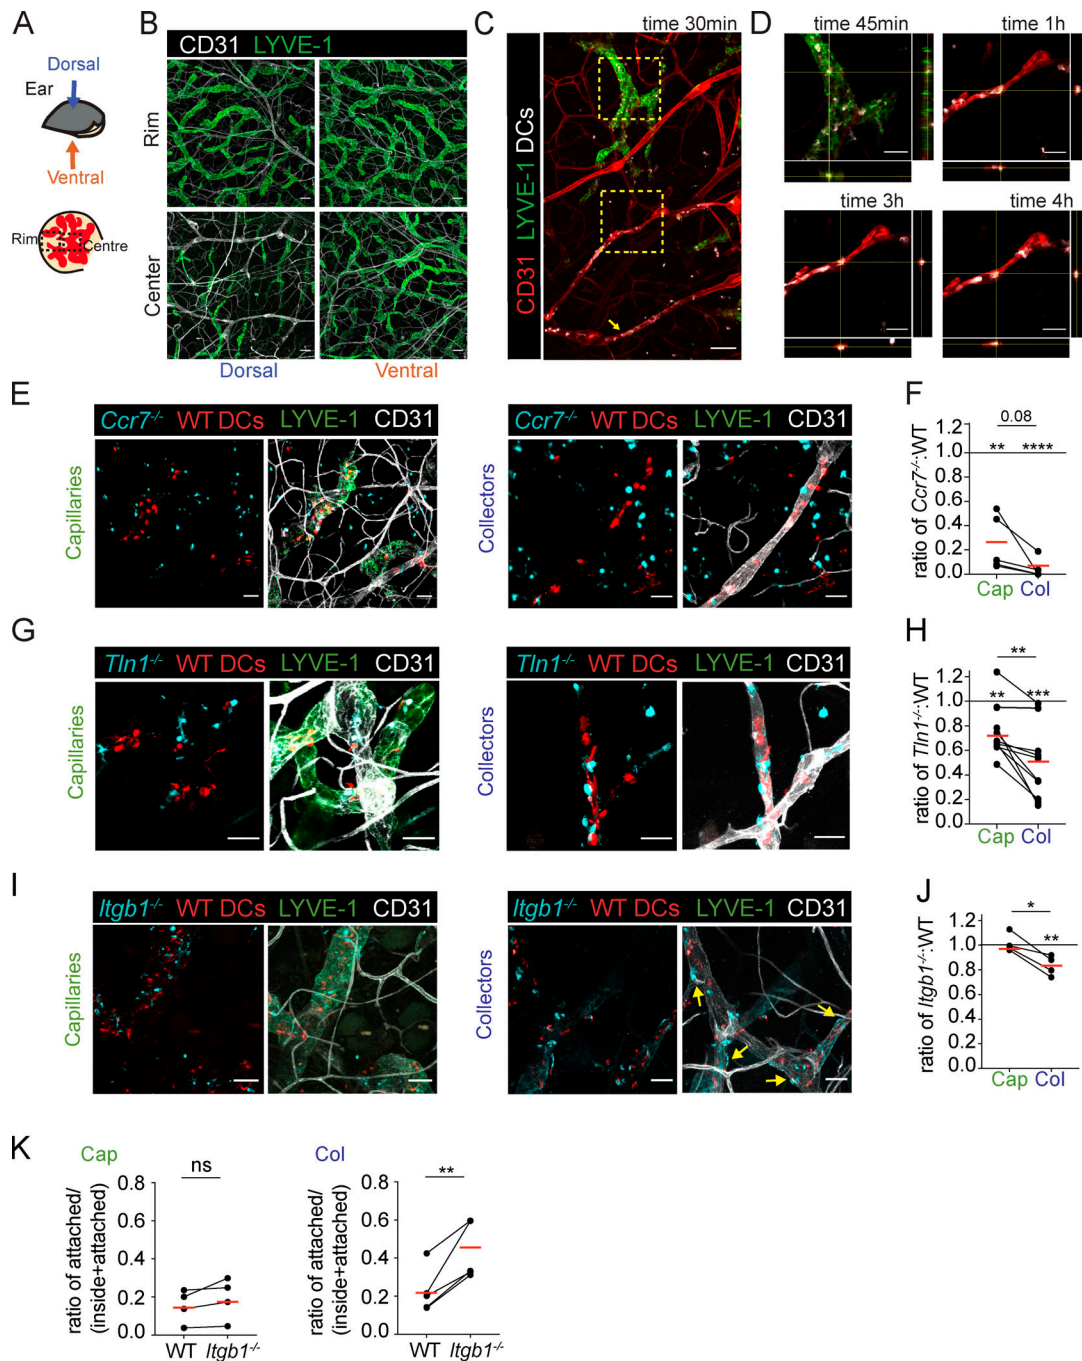 A
Dorsal
Ear
Ventral
Rim
Centre
B
CD31 LYVE-1
Rim
Center
Dorsal
Ventral
C
time 30min
CD31 LYVE-1 DCs
D
time 45min
time 1h
time 3h
time 4h
E
Ccr7-/- WT DCs LYVE-1 CD31
Capillaries
Ccr7-/- WT DCs LYVE-1 CD31
Collectors
F
0.08
** ****
ratio of Ccr7-/-:WT
1.2
1.0
0.8
0.6
0.4
0.2
0.0
Cap Col
G
Tln1-/- WT DCs LYVE-1 CD31
Capillaries
Tln1-/- WT DCs LYVE-1 CD31
Collectors
H
**
** ***
ratio of Tln1-/-:WT
1.2
1.0
0.8
0.6
0.4
0.2
0.0
Cap Col
I
Itgb1-/- WT DCs LYVE-1 CD31
Capillaries
Itgb1-/- WT DCs LYVE-1 CD31
Collectors
J
*
**
ratio of Itgb1-/-:WT
1.2
1.0
0.8
0.6
0.4
0.2
0.0
Cap Col
K
Cap
ns
ratio of attached/
(inside+attached)
0.8
0.6
0.4
0.2
0.0
WT Itgb1-/-
Col
**
ratio of attached/
(inside+attached)
0.8
0.6
0.4
0.2
0.0
WT Itgb1-/-